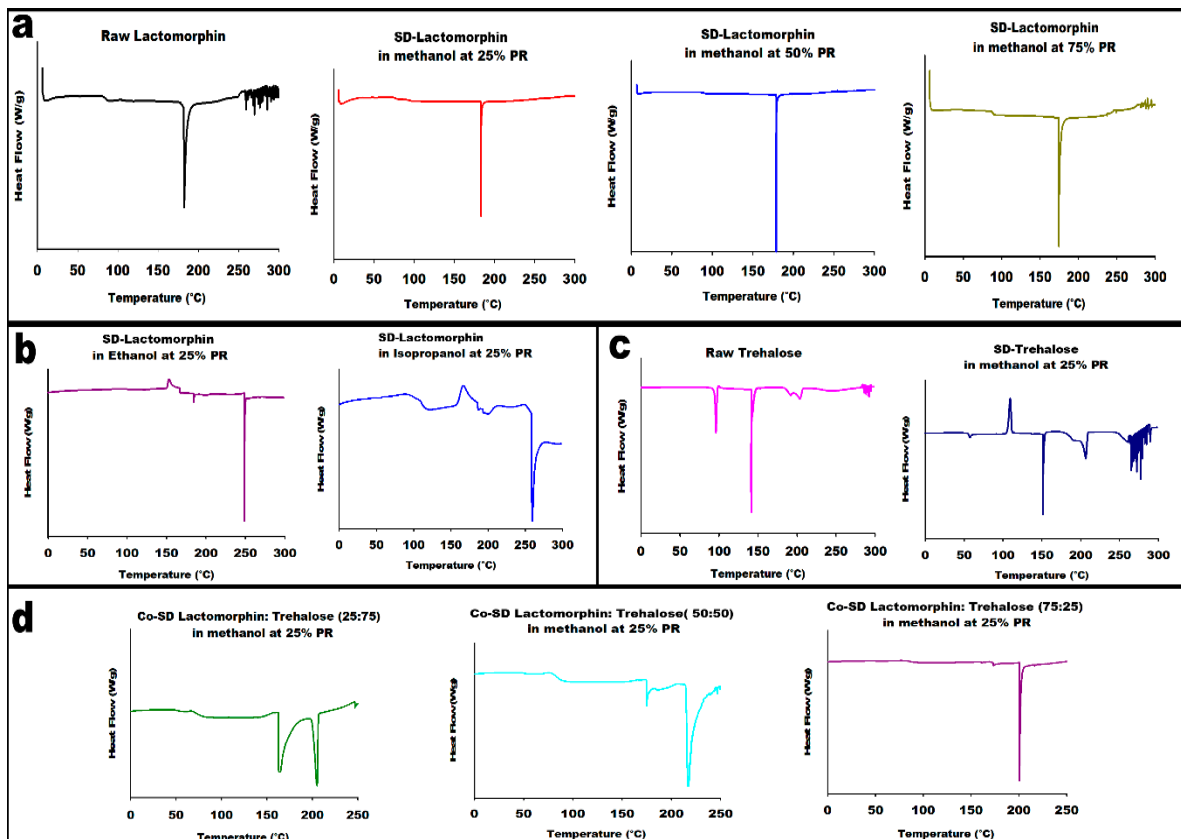 a
Raw Lactomorphin
Heat Flow (W/g)
0 50 100 150 200 250 300
Temperature (°C)
SD-Lactomorphin
in methanol at 25% PR
Heat Flow (W/g)
0 50 100 150 200 250 300
Temperature (°C)
SD-Lactomorphin
in methanol at 50% PR
Heat Flow (W/g)
0 50 100 150 200 250 300
Temperature (°C)
SD-Lactomorphin
in methanol at 75% PR
Heat Flow (W/g)
0 50 100 150 200 250 300
Temperature (°C)
b
SD-Lactomorphin
in Ethanol at 25% PR
Heat Flow (W/g)
0 50 100 150 200 250 300
Temperature (°C)
SD-Lactomorphin
in Isopropanol at 25% PR
Heat Flow (W/g)
0 50 100 150 200 250 300
Temperature (°C)
c
Raw Trehalose
Heat Flow (W/g)
0 50 100 150 200 250 300
Temperature (°C)
SD-Trehalose
in methanol at 25% PR
Heat Flow (W/g)
0 50 100 150 200 250 300
Temperature (°C)
d
Co-SD Lactomorphin: Trehalose (25:75)
in methanol at 25% PR
Heat Flow (W/g)
0 50 100 150 200 250
Temperature (°C)
Co-SD Lactomorphin: Trehalose( 50:50)
in methanol at 25% PR
Heat Flow(W/g)
0 50 100 150 200 250
Temperature (°C)
Co-SD Lactomorphin: Trehalose (75:25)
in methanol at 25% PR
Heat Flow (W/g)
0 50 100 150 200 250
Temperature (°C)